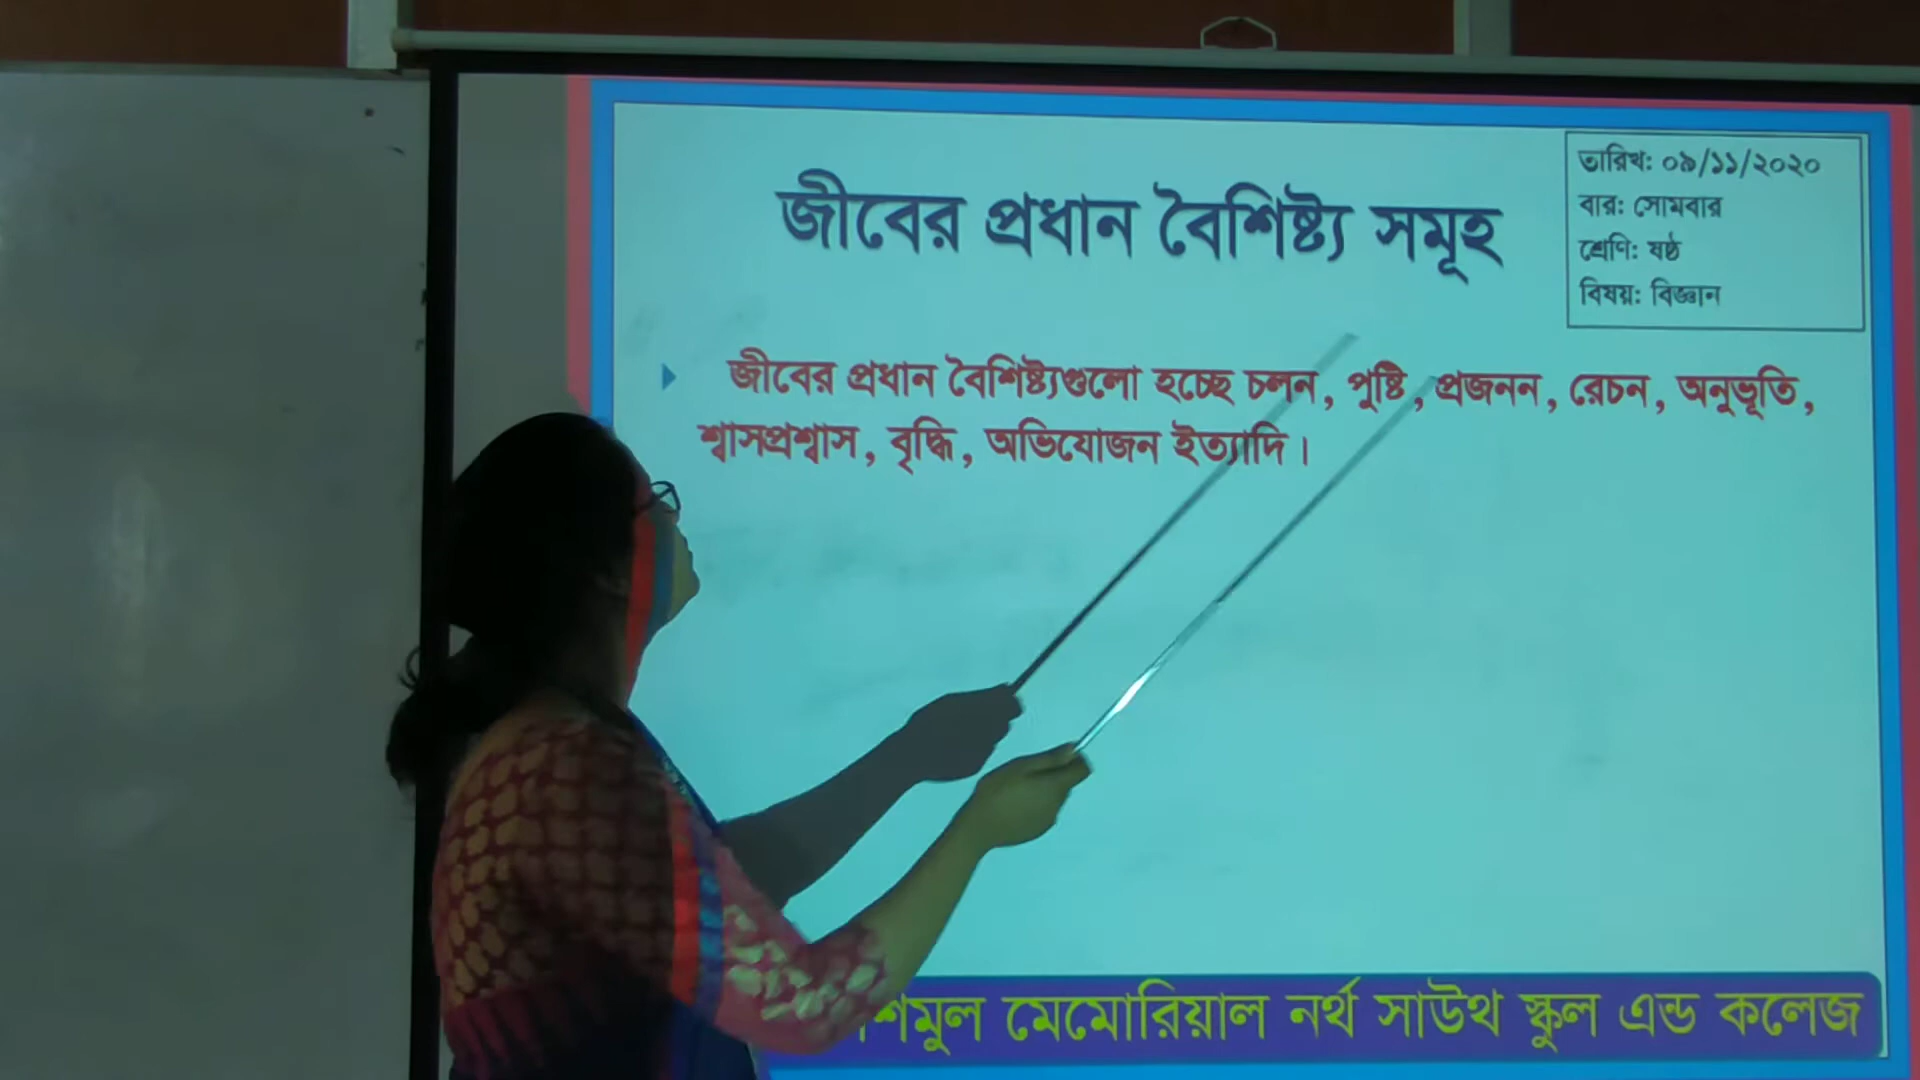 জীবের প্রধান বৈশিষ্ট্য সমূহ
তারিখ: ০৯/১১/২০২০
বার: সোমবার
শ্রেণি: ষষ্ঠ
বিষয়: বিজ্ঞান
জীবের প্রধান বৈশিষ্ট্যগুলো হচ্ছে চলন, পুষ্টি, প্রজনন, রেচন, অনুভূতি,
শ্বাসপ্রশ্বাস, বৃদ্ধি, অভিযোজন ইত্যাদি।
শিমুল মেমোরিয়াল নর্থ সাউথ স্কুল এন্ড কলেজ